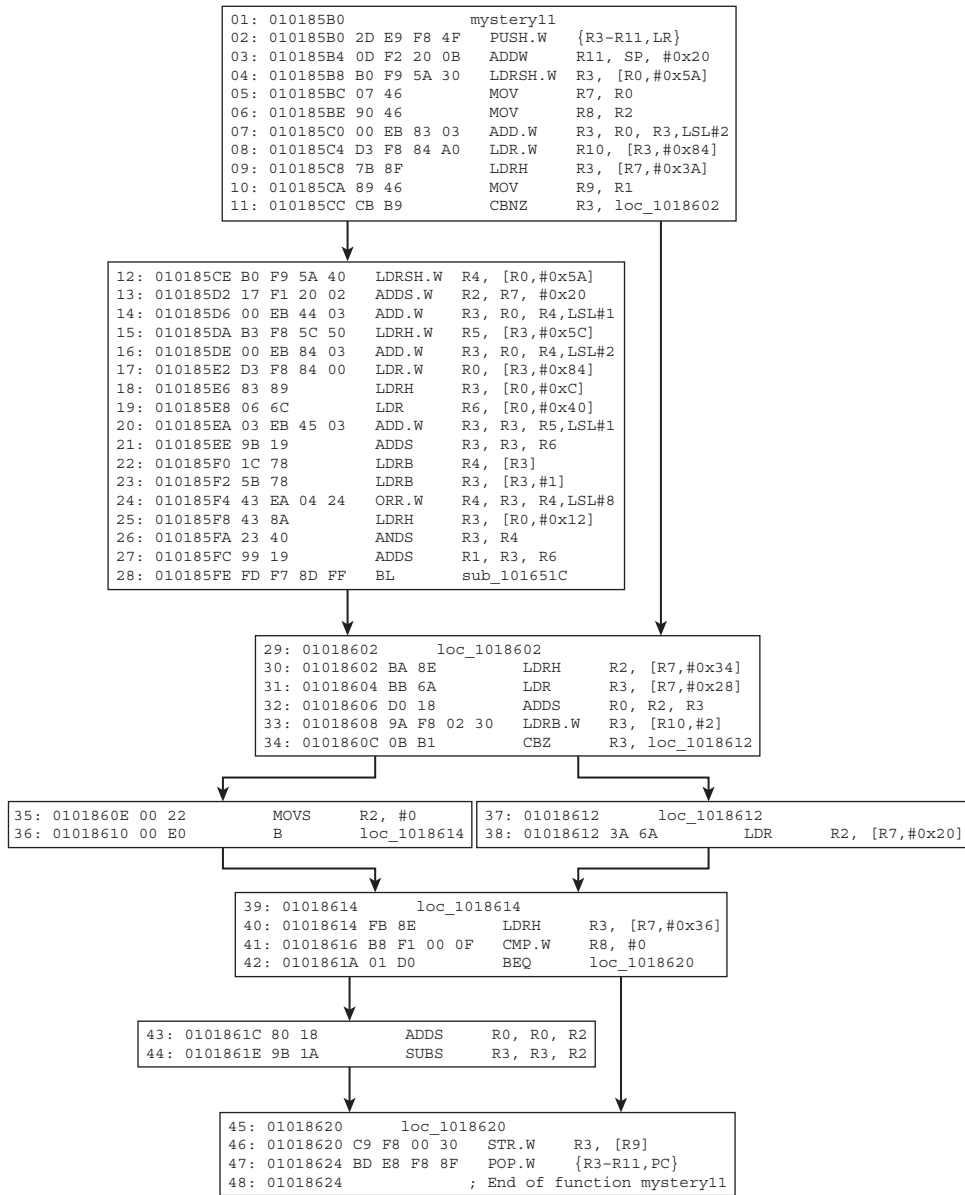 01: 010185B0 mystery11
02: 010185B0 2D E9 F8 4F PUSH.W {R3-R11,LR}
03: 010185B4 0D F2 20 0B ADDW R11, SP, #0x20
04: 010185B8 B0 F9 5A 30 LDRSH.W R3, [R0,#0x5A]
05: 010185BC 07 46 MOV R7, R0
06: 010185BE 90 46 MOV R8, R2
07: 010185C0 00 EB 83 03 ADD.W R3, R0, R3,LSL#2
08: 010185C4 D3 F8 84 A0 LDR.W R10, [R3,#0x84]
09: 010185C8 7B 8F LDRH R3, [R7,#0x3A]
10: 010185CA 89 46 MOV R9, R1
11: 010185CC CB B9 CBNZ R3, loc_1018602
12: 010185CE B0 F9 5A 40 LDRSH.W R4, [R0,#0x5A]
13: 010185D2 17 F1 20 02 ADDS.W R2, R7, #0x20
14: 010185D6 00 EB 44 03 ADD.W R3, R0, R4,LSL#1
15: 010185DA B3 F8 5C 50 LDRH.W R5, [R3,#0x5C]
16: 010185DE 00 EB 84 03 ADD.W R3, R0, R4,LSL#2
17: 010185E2 D3 F8 84 00 LDR.W R0, [R3,#0x84]
18: 010185E6 83 89 LDRH R3, [R0,#0xC]
19: 010185E8 06 6C LDR R6, [R0,#0x40]
20: 010185EA 03 EB 45 03 ADD.W R3, R3, R5,LSL#1
21: 010185EE 9B 19 ADDS R3, R3, R6
22: 010185F0 1C 78 LDRB R4, [R3]
23: 010185F2 5B 78 LDRB R3, [R3,#1]
24: 010185F4 43 EA 04 24 ORR.W R4, R3, R4,LSL#8
25: 010185F8 43 8A LDRH R3, [R0,#0x12]
26: 010185FA 23 40 ANDS R3, R4
27: 010185FC 99 19 ADDS R1, R3, R6
28: 010185FE FD F7 8D FF BL sub_101651C
29: 01018602 loc_1018602
30: 01018602 BA 8E LDRH R2, [R7,#0x34]
31: 01018604 BB 6A LDR R3, [R7,#0x28]
32: 01018606 D0 18 ADDS R0, R2, R3
33: 01018608 9A F8 02 30 LDRB.W R3, [R10,#2]
34: 0101860C 0B B1 CBZ R3, loc_1018612
35: 0101860E 00 22 MOVS R2, #0
36: 01018610 00 E0 B loc_1018614
37: 01018612 loc_1018612
38: 01018612 3A 6A LDR R2, [R7,#0x20]
39: 01018614 loc_1018614
40: 01018614 FB 8E LDRH R3, [R7,#0x36]
41: 01018616 B8 F1 00 0F CMP.W R8, #0
42: 0101861A 01 D0 BEQ loc_1018620
43: 0101861C 80 18 ADDS R0, R0, R2
44: 0101861E 9B 1A SUBS R3, R3, R2
45: 01018620 loc_1018620
46: 01018620 C9 F8 00 30 STR.W R3, [R9]
47: 01018624 BD E8 F8 8F POP.W {R3-R11,PC}
48: 01018624 ; End of function mystery11